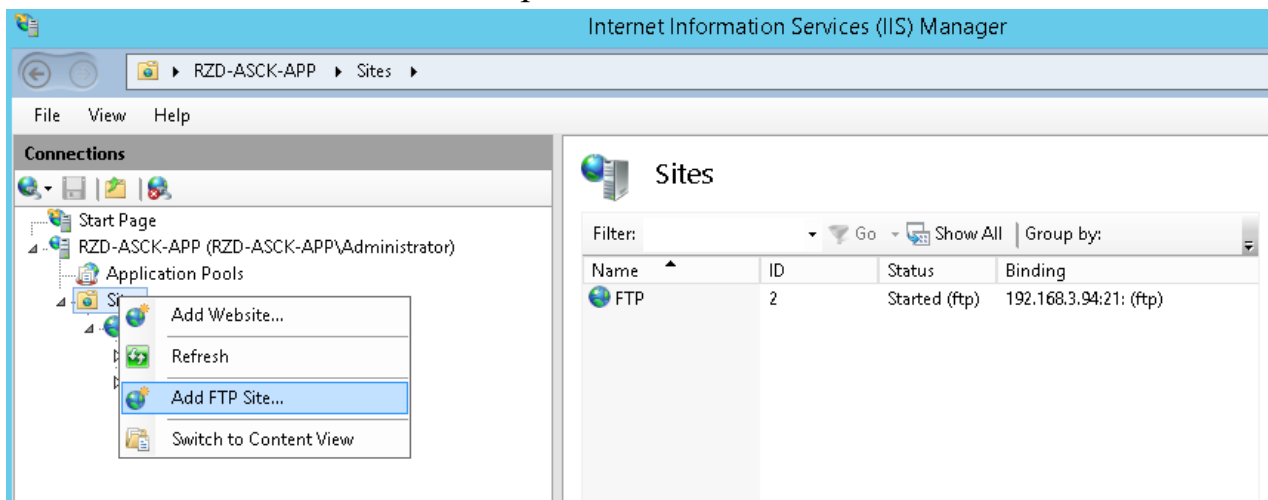 Internet Information Services (IIS) Manager
RZD-ASCK-APP Sites
File View Help
Connections
Start Page
RZD-ASCK-APP (RZD-ASCK-APP\Administrator)
Application Pools
Add Website...
Refresh
Add FTP Site...
Switch to Content View
Sites
Filter: Go Show All Group by:
Name ID Status Binding
FTP 2 Started (ftp) 192.168.3.94:21: (ftp)